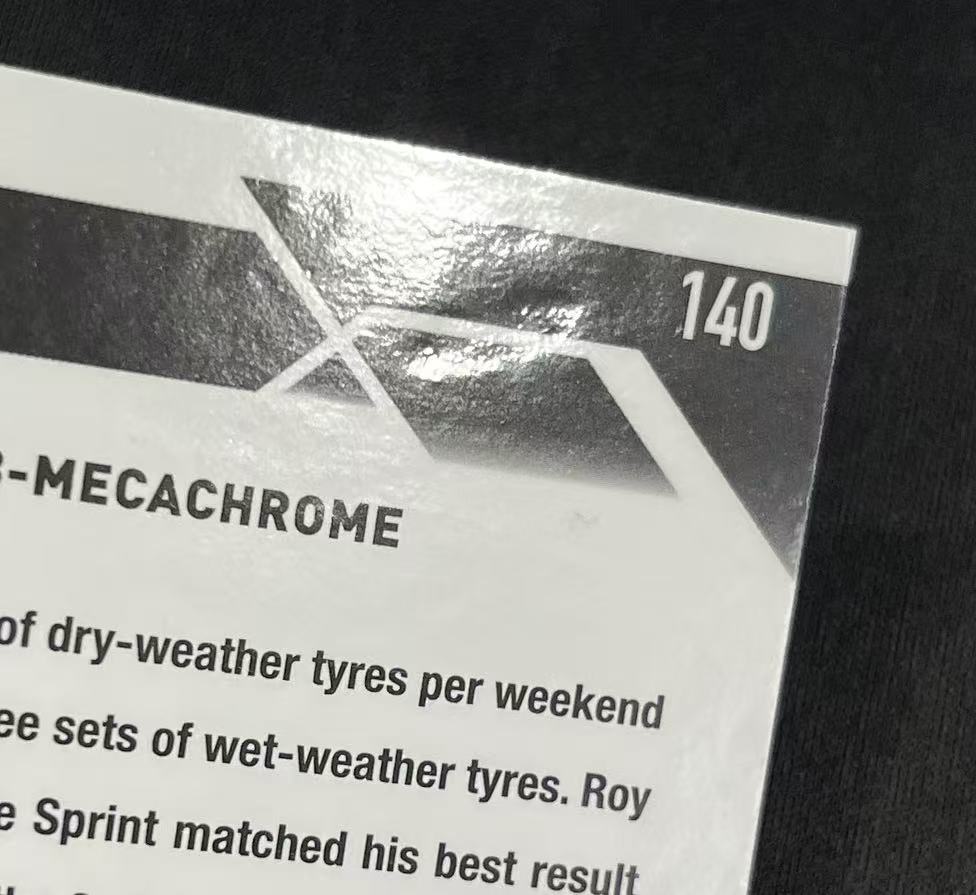 140
-MECACHROME
of dry-weather tyres per weekend
ee sets of wet-weather tyres. Roy
e Sprint matched his best result